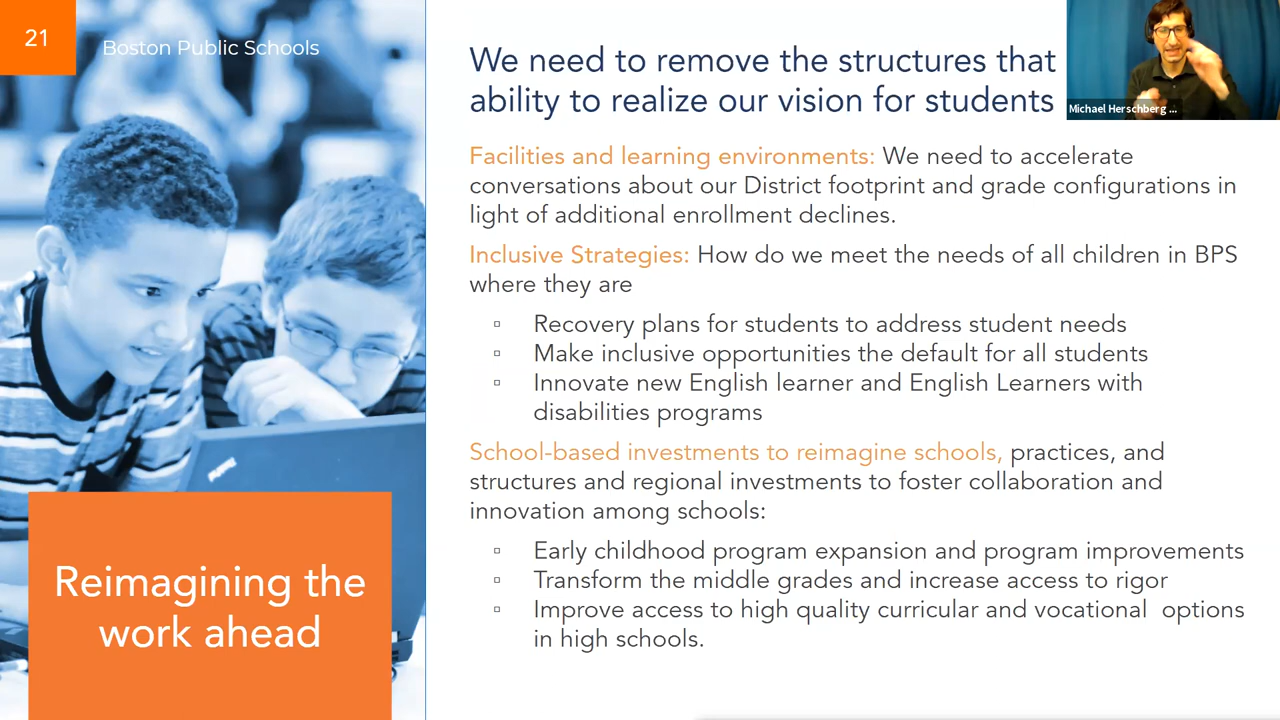 21
Boston Public Schools
We need to remove the structures that
ability to realize our vision for students
Michael Herschberg ...
Facilities and learning environments: We need to accelerate
conversations about our District footprint and grade configurations in
light of additional enrollment declines.
Inclusive Strategies: How do we meet the needs of all children in BPS
where they are
▫ Recovery plans for students to address student needs
▫ Make inclusive opportunities the default for all students
▫ Innovate new English learner and English Learners with
disabilities programs
School-based investments to reimagine schools, practices, and
structures and regional investments to foster collaboration and
innovation among schools:
▫ Early childhood program expansion and program improvements
▫ Transform the middle grades and increase access to rigor
▫ Improve access to high quality curricular and vocational options
in high schools.
Reimagining the
work ahead